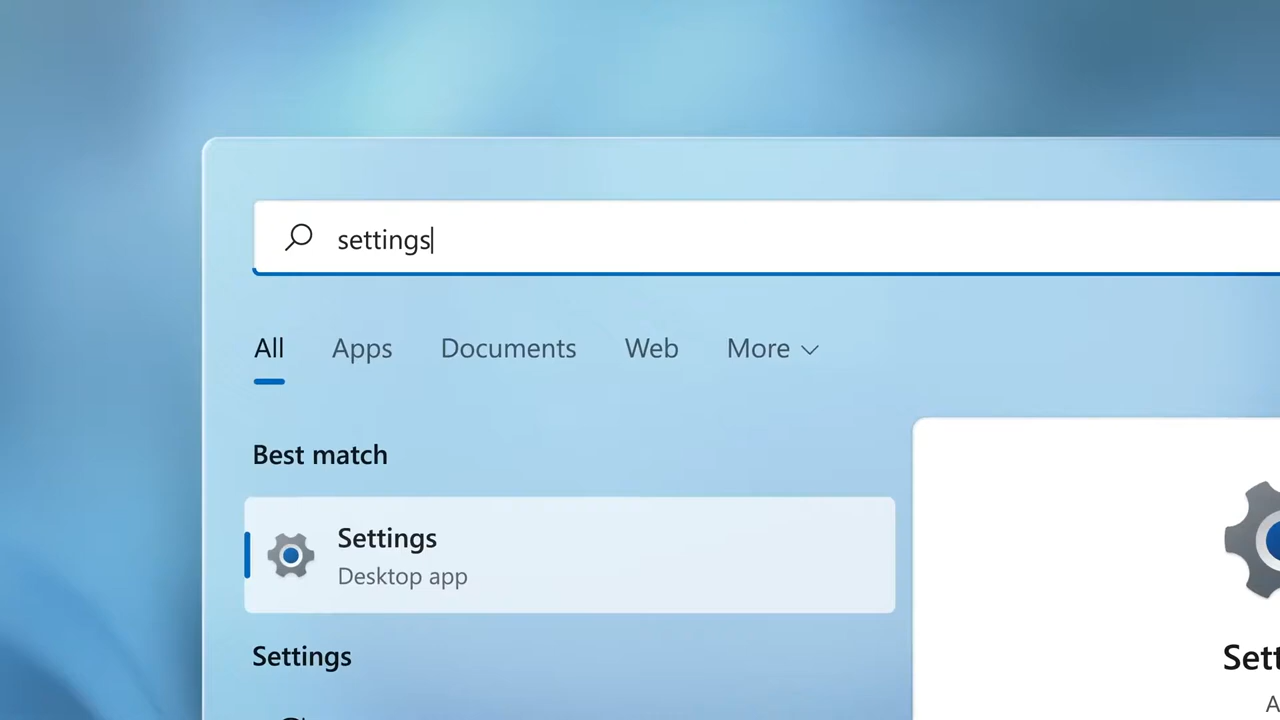 settings
All Apps Documents Web More
Best match
Settings
Desktop app
Settings